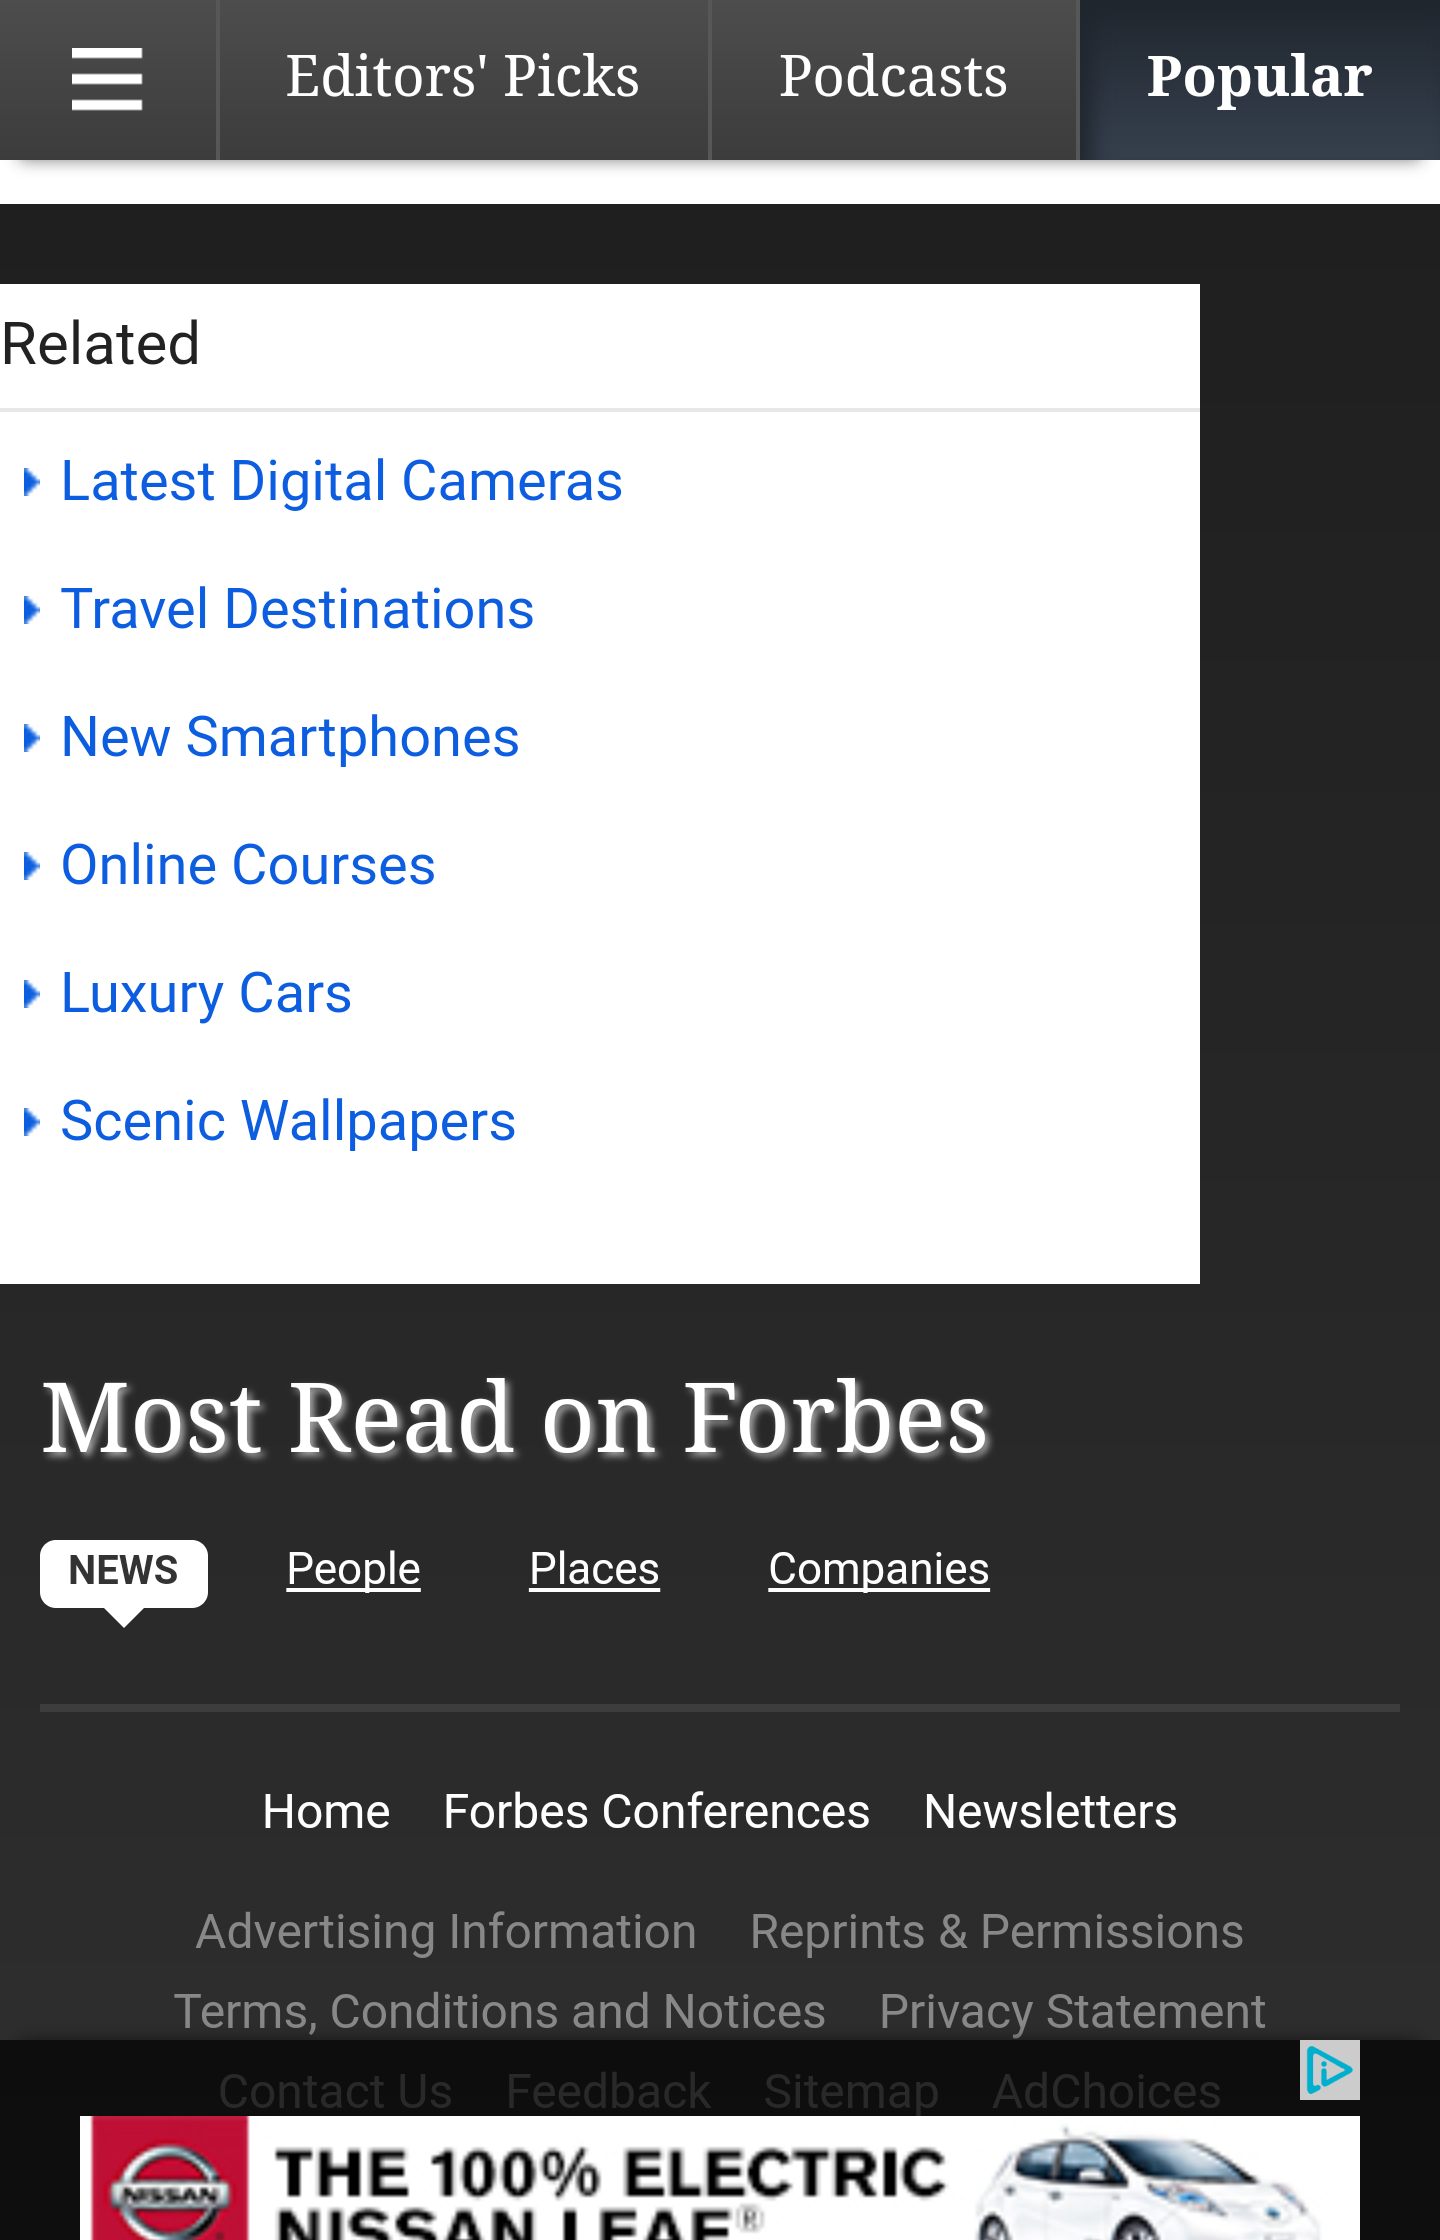 Editors' Picks Podcasts Popular
Related
Latest Digital Cameras
Travel Destinations
New Smartphones
Online Courses
Luxury Cars
Scenic Wallpapers
Most Read on Forbes
NEWS People Places Companies
Home Forbes Conferences Newsletters
Advertising Information Reprints & Permissions
Terms, Conditions and Notices Privacy Statement
Contact Us Feedback Sitemap AdChoices
NISSAN
THE 100% ELECTRIC
NISSAN LEAF®